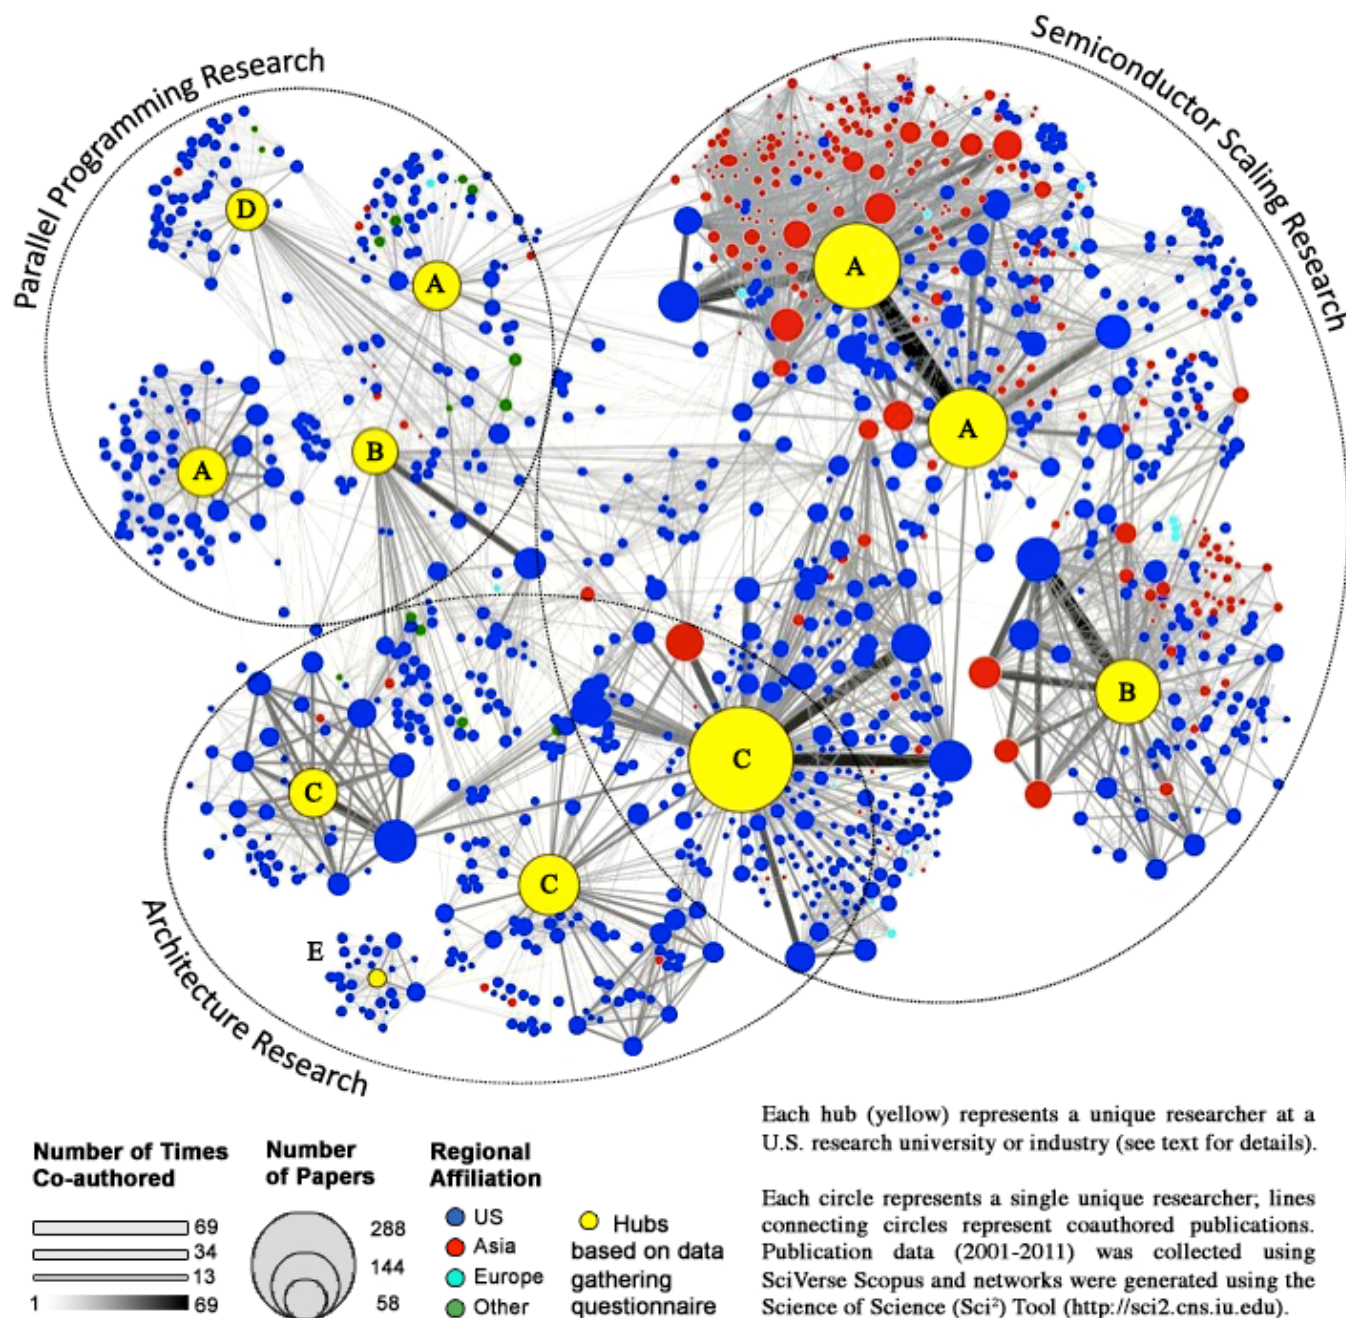 Parallel Programming Research
Semiconductor Scaling Research
D
A
A
A
A
B
B
C
C
C
E
Architecture Research
Number of Times
Co-authored
69
34
13
1
69
Number
of Papers
288
144
58
Regional
Affiliation
US
Asia
Europe
Other
Hubs
based on data
gathering
questionnaire
Each hub (yellow) represents a unique researcher at a
U.S. research university or industry (see text for details).
Each circle represents a single unique researcher; lines
connecting circles represent coauthored publications.
Publication data (2001-2011) was collected using
SciVerse Scopus and networks were generated using the
Science of Science (Sci²) Tool (http://sci2.cns.iu.edu).